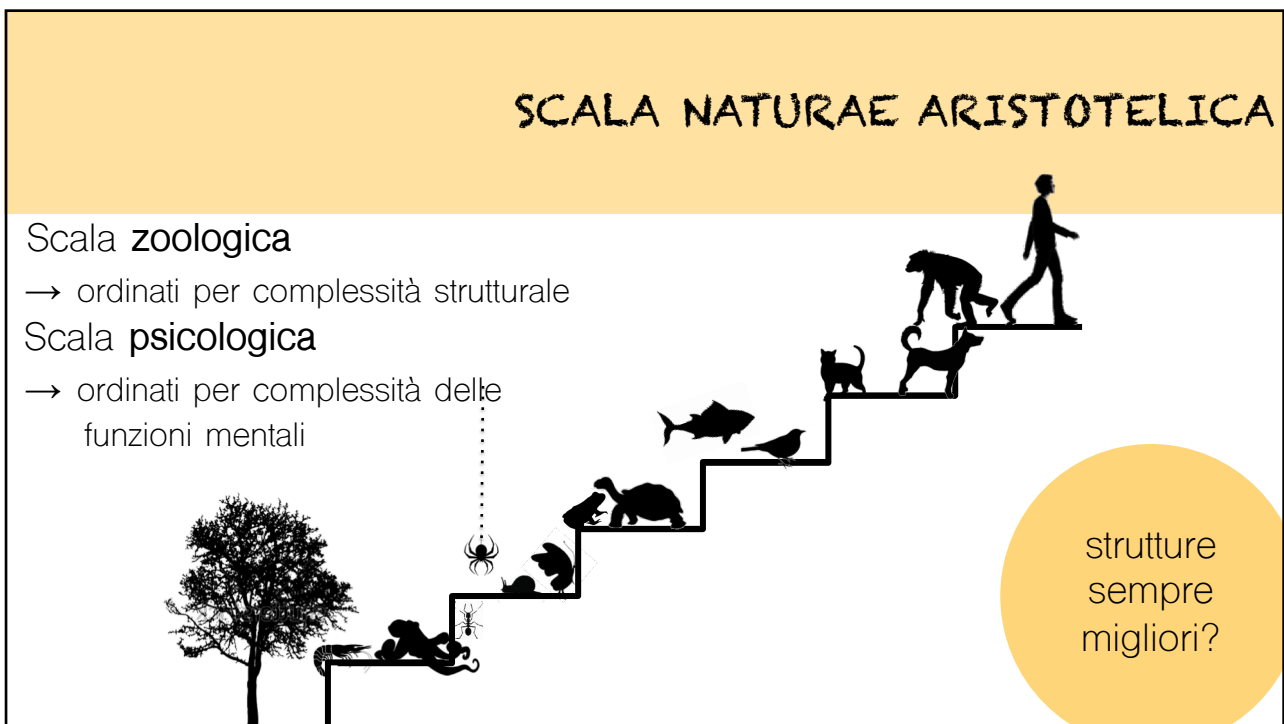 SCALA NATURAE ARISTOTELICA
Scala zoologica
→ ordinati per complessità strutturale
Scala psicologica
→ ordinati per complessità delle
funzioni mentali
strutture
sempre
migliori?